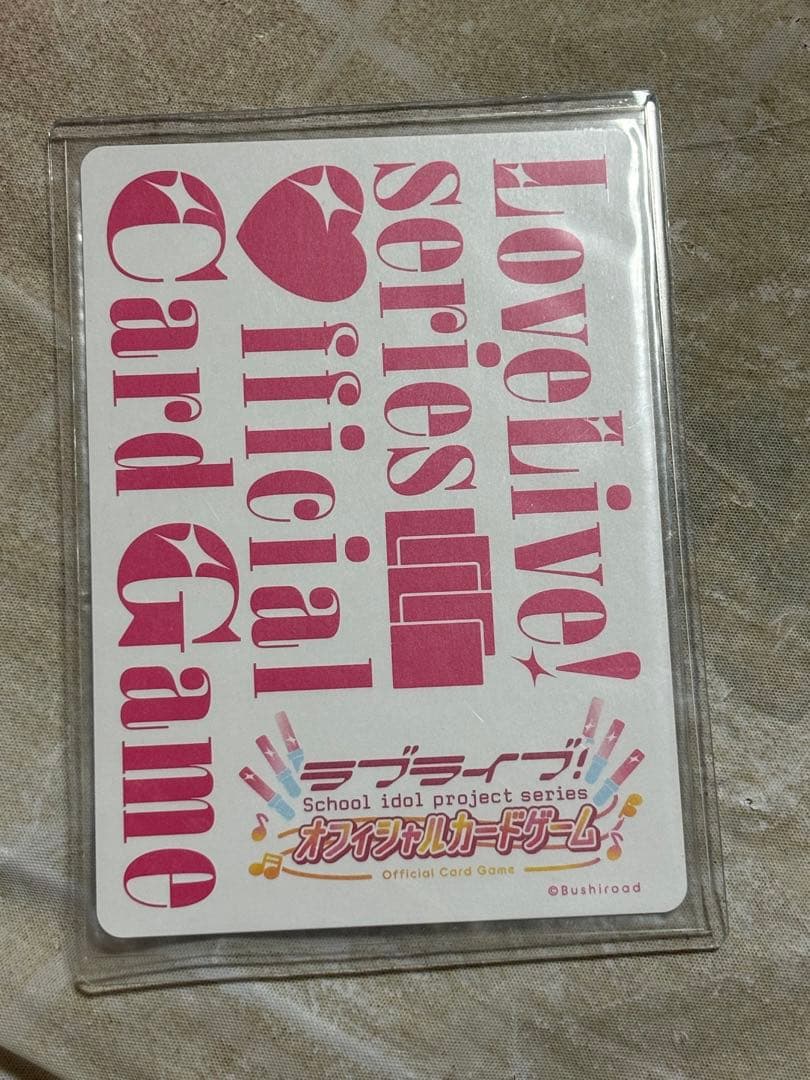 LoveLive!
series
♥fficial
Card Game
ラブライブ!
School idol project series
オフィシャルカードゲーム
Official Card Game
©Bushiroad